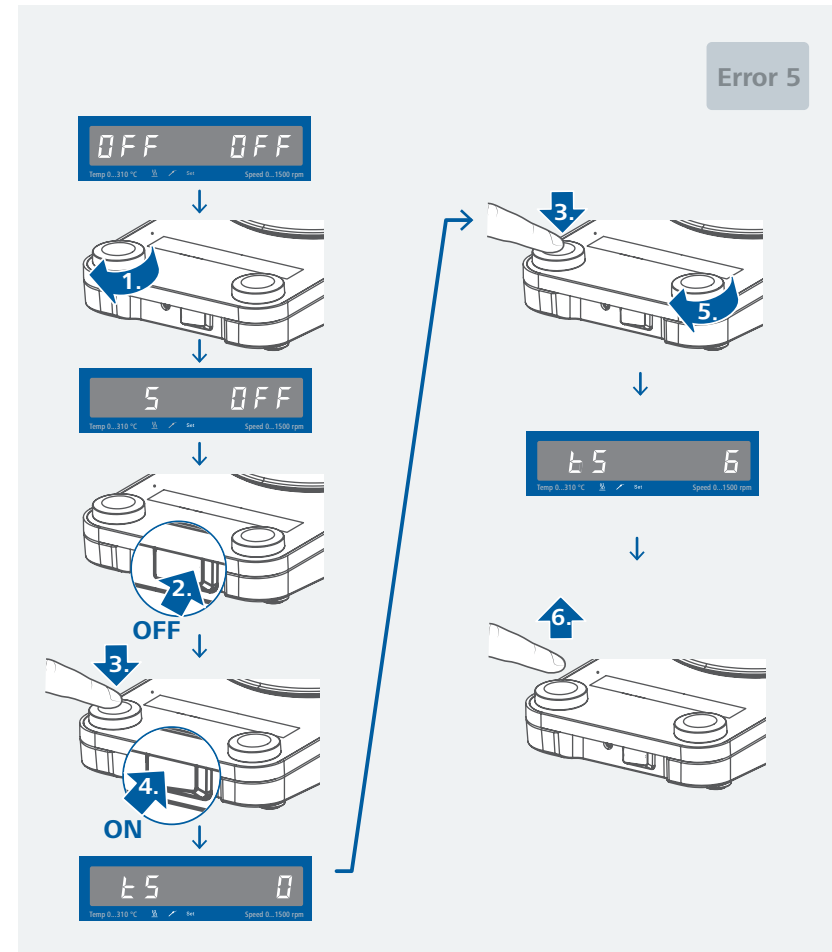 Error 5
OFF OFF
Temp 0...310 °C Set Speed 0...1500 rpm
1.
5 OFF
Temp 0...310 °C Set Speed 0...1500 rpm
2.
OFF
3.
4.
ON
tS 0
Temp 0...310 °C Set Speed 0...1500 rpm
3.
5.
tS 6
Temp 0...310 °C Set Speed 0...1500 rpm
6.